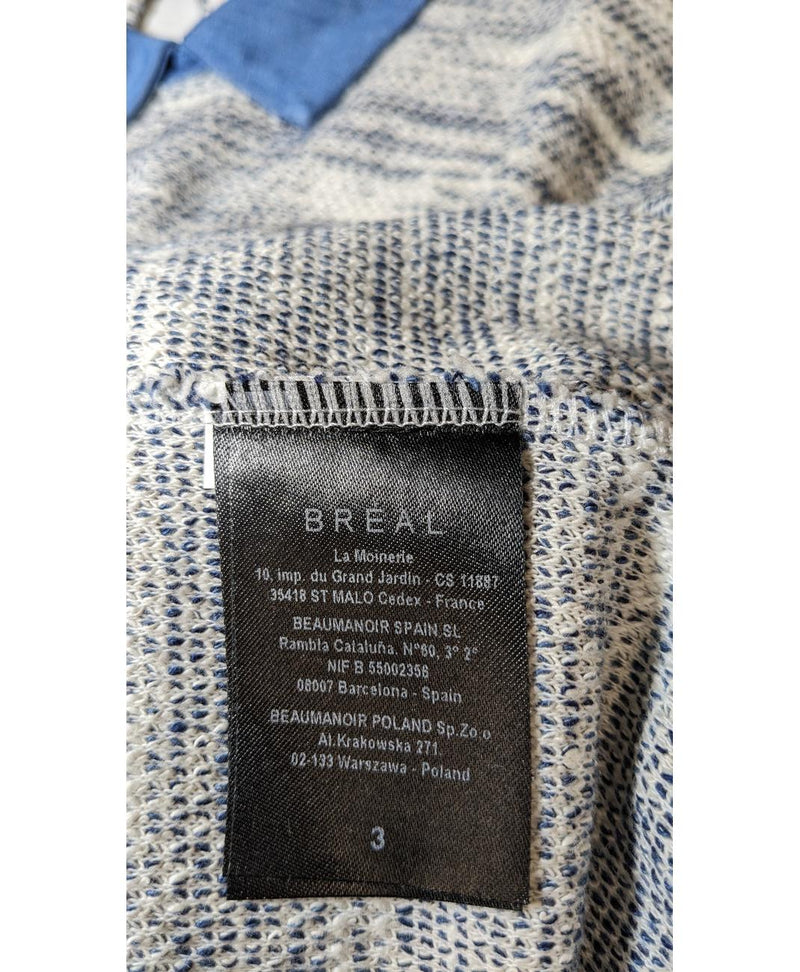 BRÉAL
La Moinerie
10, imp. du Grand Jardin - CS 11887
35418 ST MALO Cedex - France
BEAUMANOIR SPAIN SL
Rambla Cataluña. N°60, 3° 2°
NIF B 55002356
08007 Barcelona - Spain
BEAUMANOIR POLAND Sp.Zo.o
Al.Krakowska 271
02-133 Warszawa - Poland
3